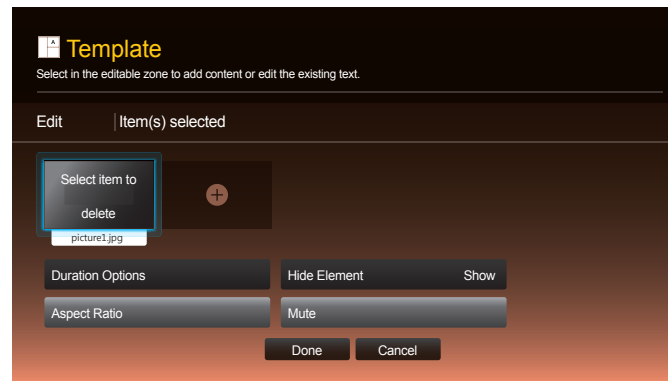 Template
Select in the editable zone to add content or edit the existing text.
Edit Item(s) selected
Select item to
delete
picture1.jpg
Duration Options Hide Element Show
Aspect Ratio Mute
Done Cancel